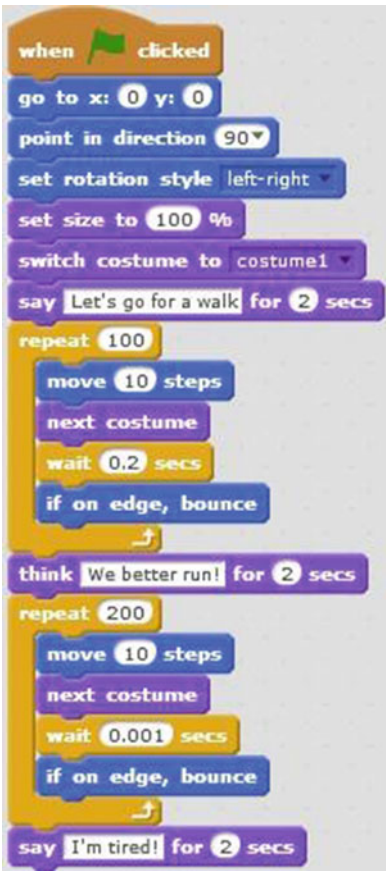 when clicked
go to x: 0 y: 0
point in direction 90
set rotation style left-right
set size to 100 %
switch costume to costume1
say Let's go for a walk for 2 secs
repeat 100
move 10 steps
next costume
wait 0.2 secs
if on edge, bounce
think We better run! for 2 secs
repeat 200
move 10 steps
next costume
wait 0.001 secs
if on edge, bounce
say I'm tired! for 2 secs